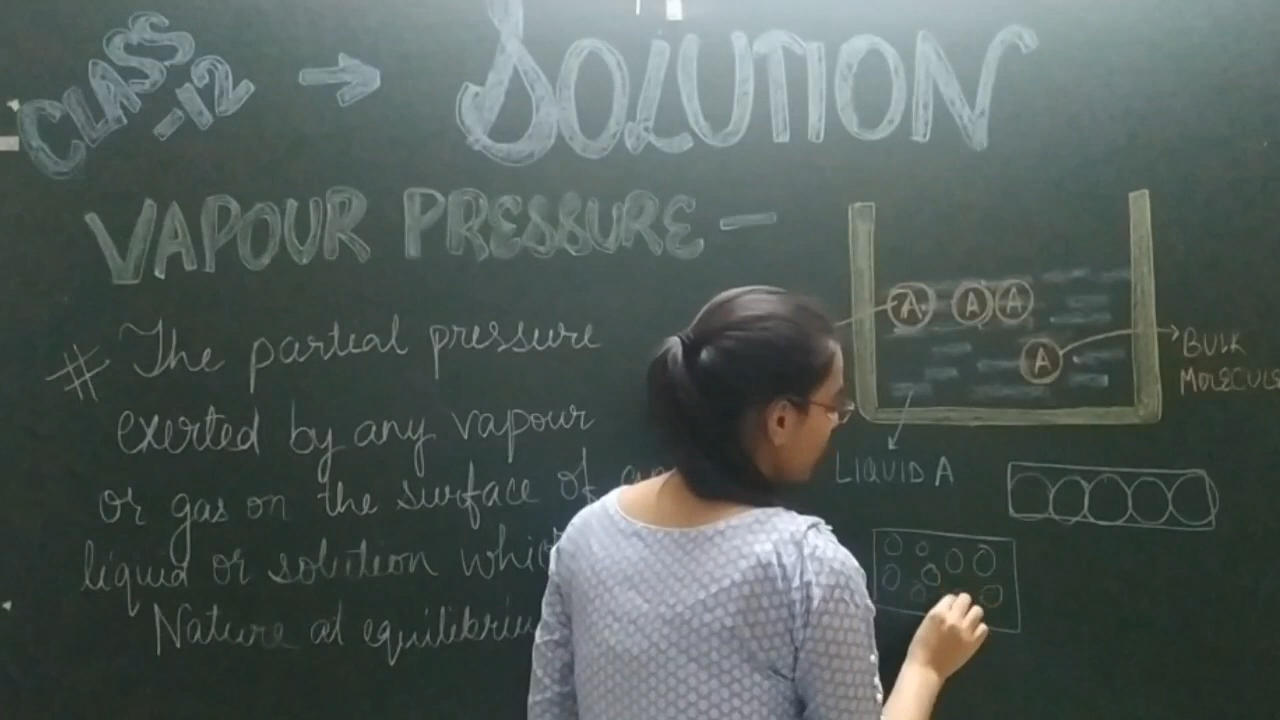 CLASS
-12 → SOLUTION
VAPOUR PRESSURE -
# The partial pressure
exerted by any vapour
or gas on the surface of
liquid or solution
Nature at
A A A
A
BULK
MOLECULE
LIQUID A